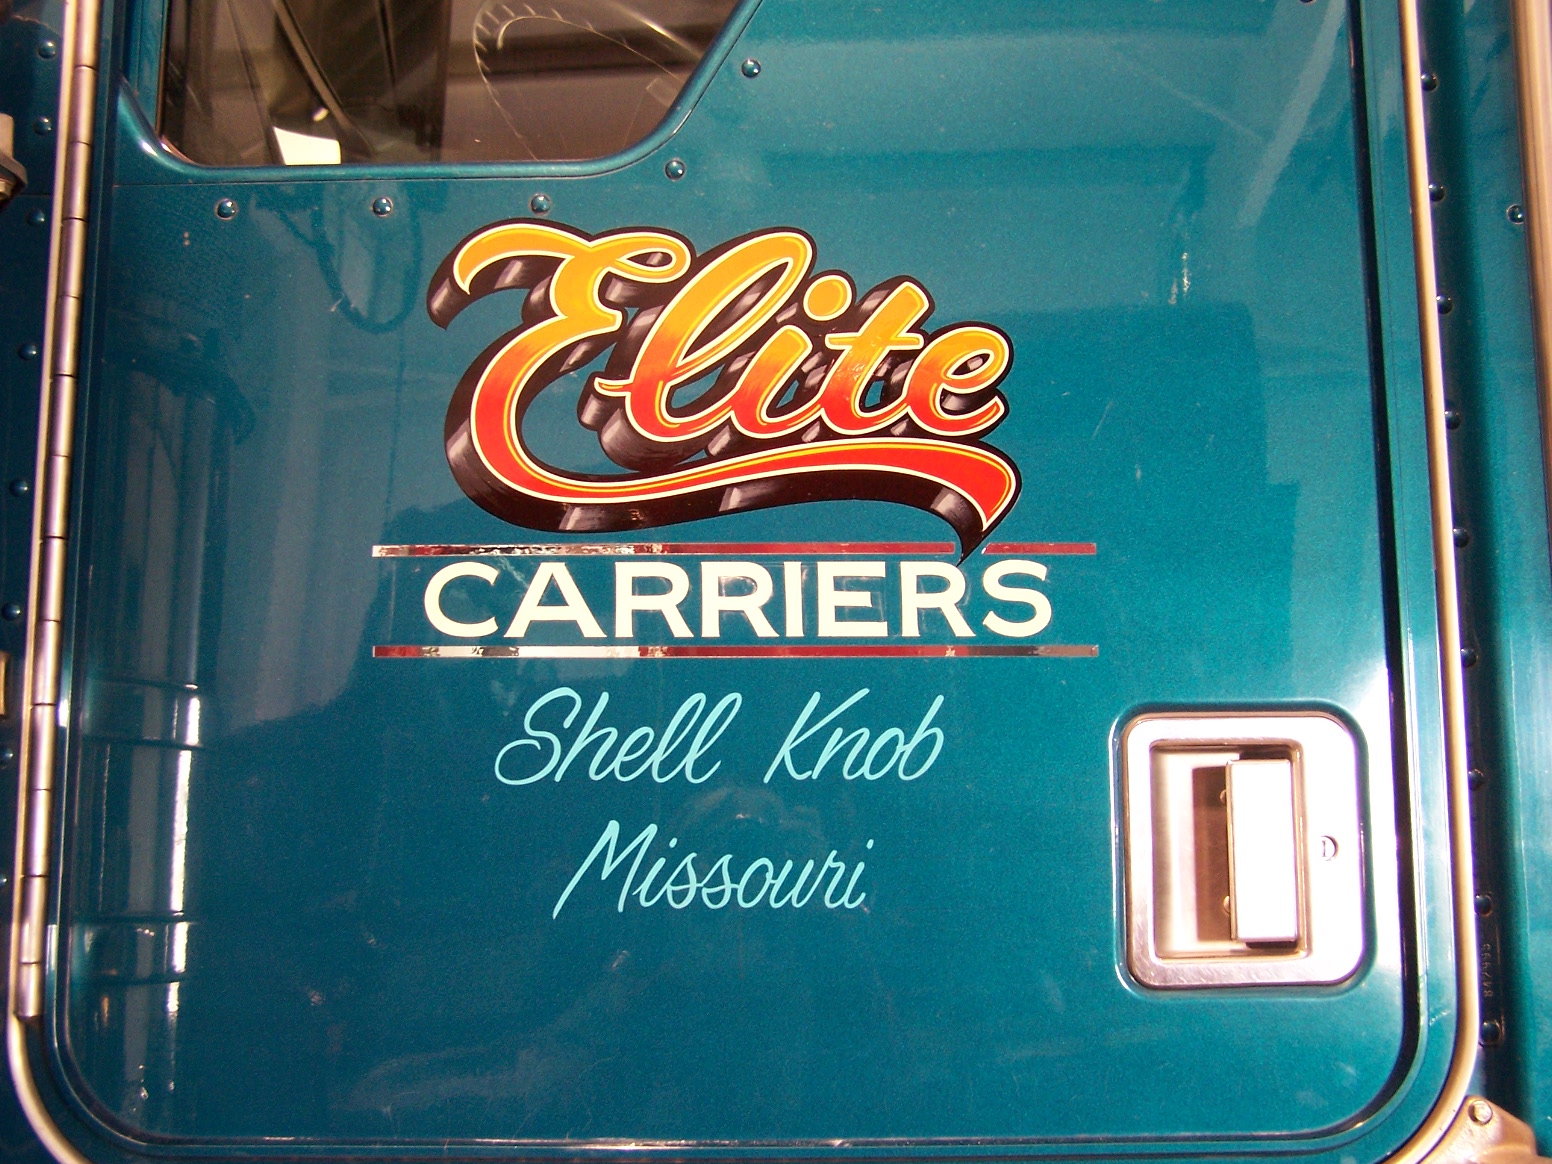 Elite
CARRIERS
Shell Knob
Missouri